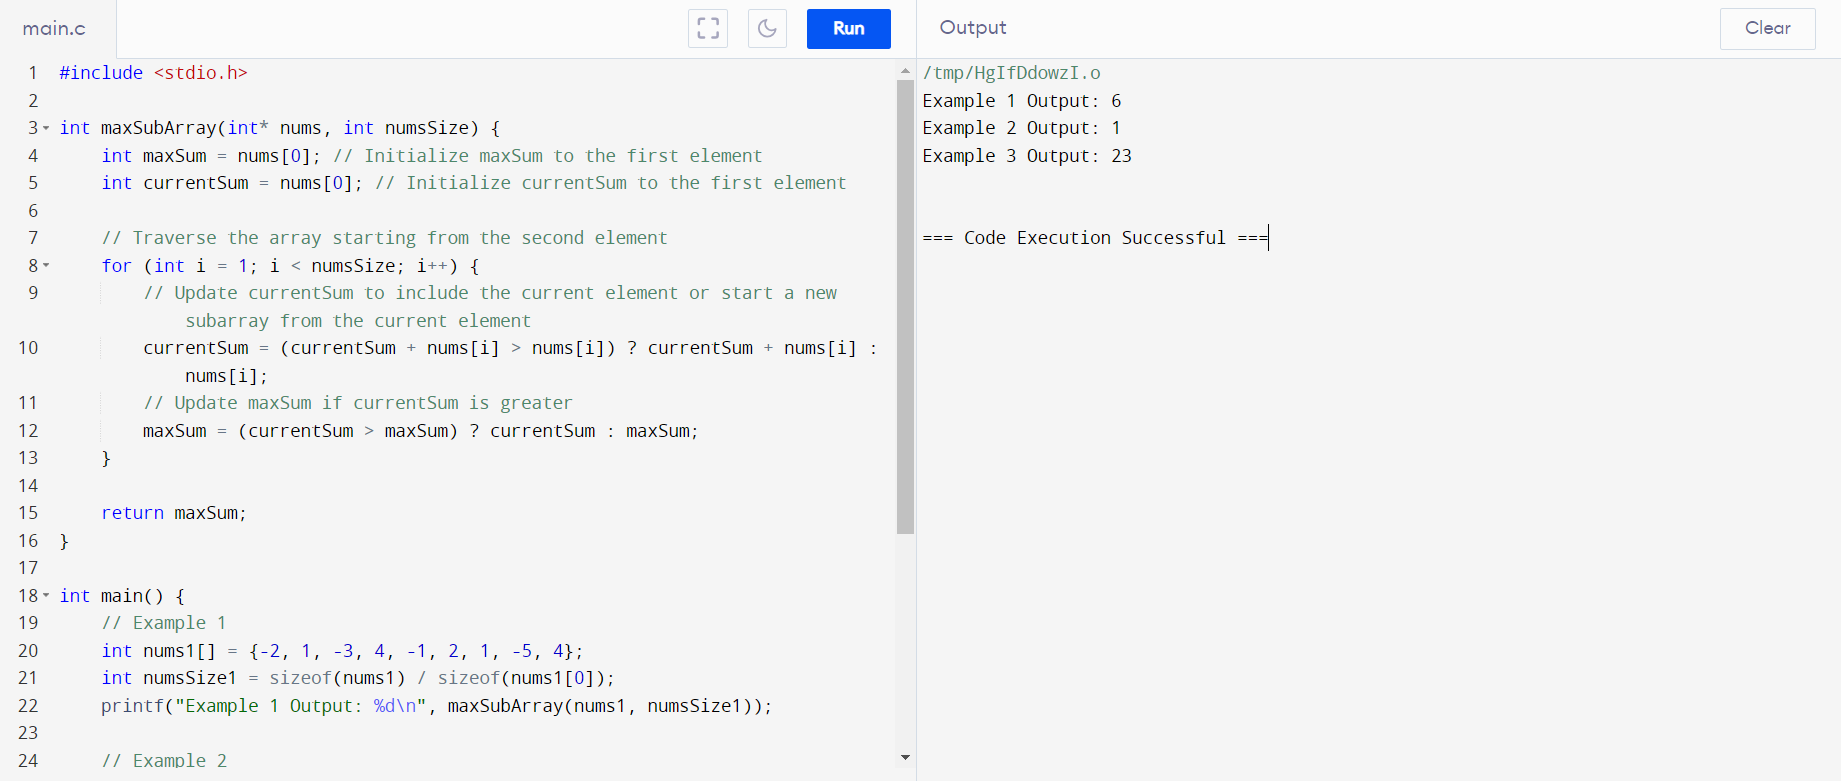 main.c
Run
Output
Clear
1 #include <stdio.h>
2
3 int maxSubArray(int* nums, int numsSize) {
4 int maxSum = nums[0]; // Initialize maxSum to the first element
5 int currentSum = nums[0]; // Initialize currentSum to the first element
6
7 // Traverse the array starting from the second element
8 for (int i = 1; i < numsSize; i++) {
9 // Update currentSum to include the current element or start a new
subarray from the current element
10 currentSum = (currentSum + nums[i] > nums[i]) ? currentSum + nums[i] :
nums[i];
11 // Update maxSum if currentSum is greater
12 maxSum = (currentSum > maxSum) ? currentSum : maxSum;
13 }
14
15 return maxSum;
16 }
17
18 int main() {
19 // Example 1
20 int nums1[] = {-2, 1, -3, 4, -1, 2, 1, -5, 4};
21 int numsSize1 = sizeof(nums1) / sizeof(nums1[0]);
22 printf("Example 1 Output: %d\n", maxSubArray(nums1, numsSize1));
23
24 // Example 2
/tmp/HgIfDdowzI.o
Example 1 Output: 6
Example 2 Output: 1
Example 3 Output: 23
=== Code Execution Successful ===